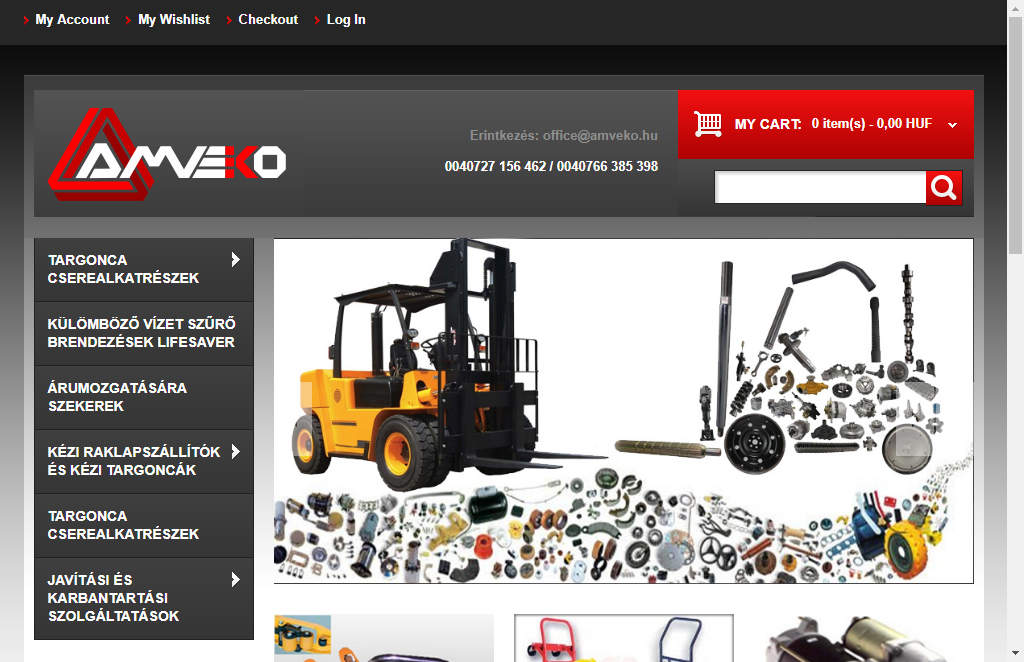 My Account
My Wishlist
Checkout
Log In
AMVEKO
Erintkezés: office@amveko.hu
0040727 156 462 / 0040766 385 398
MY CART: 0 item(s) - 0,00 HUF
TARGONCA
CSEREALKATRÉSZEK
KÜLÖMBÖZŐ VÍZET SZŰRŐ
BRENDEZÉSEK LIFESAVER
ÁRUMOZGATÁSÁRA
SZEKEREK
KÉZI RAKLAPSZÁLLÍTÓK
ÉS KÉZI TARGONCÁK
TARGONCA
CSEREALKATRÉSZEK
JAVÍTÁSI ÉS
KARBANTARTÁSI
SZOLGÁLTATÁSOK